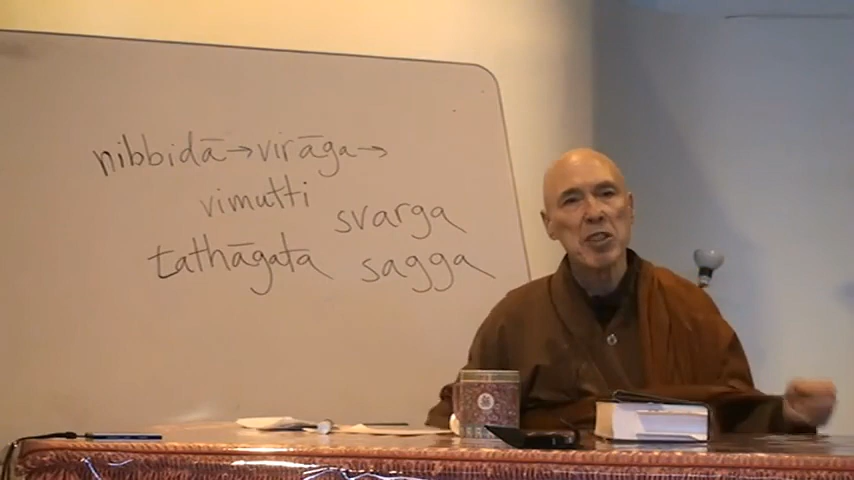 nibbidā→virāga→
vimutti
svarga
tathāgata
sagga